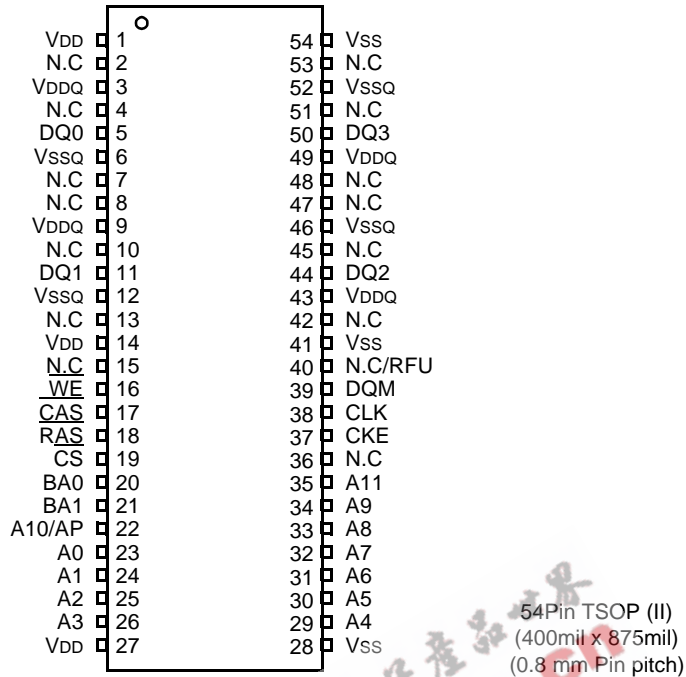 VDD 1 54 VSS
N.C 2 53 N.C
VDDQ 3 52 VSSQ
N.C 4 51 N.C
DQ0 5 50 DQ3
VSSQ 6 49 VDDQ
N.C 7 48 N.C
N.C 8 47 N.C
VDDQ 9 46 VSSQ
N.C 10 45 N.C
DQ1 11 44 DQ2
VSSQ 12 43 VDDQ
N.C 13 42 N.C
VDD 14 41 VSS
N.C 15 40 N.C/RFU
WE 16 39 DQM
CAS 17 38 CLK
RAS 18 37 CKE
CS 19 36 N.C
BA0 20 35 A11
BA1 21 34 A9
A10/AP 22 33 A8
A0 23 32 A7
A1 24 31 A6
A2 25 30 A5
A3 26 29 A4
VDD 27 28 VSS
54Pin TSOP (II)
(400mil x 875mil)
(0.8 mm Pin pitch)